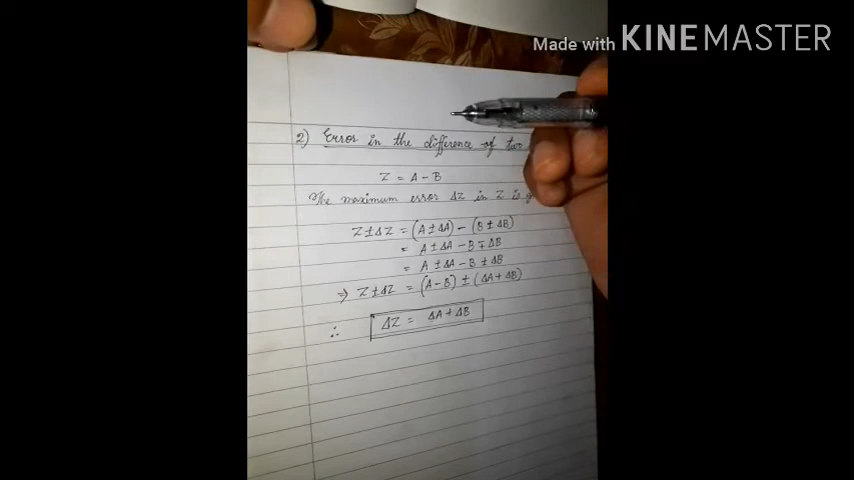 Made with KINEMASTER
2) Error in the difference of two
Z = A - B
The maximum error ΔZ in Z is
Z ± ΔZ = (A ± ΔA) - (B ± ΔB)
= A ± ΔA - B ∓ ΔB
= A ± ΔA - B ± ΔB
⇒ Z ± ΔZ = (A - B) ± (ΔA + ΔB)
∴ ΔZ = ΔA + ΔB